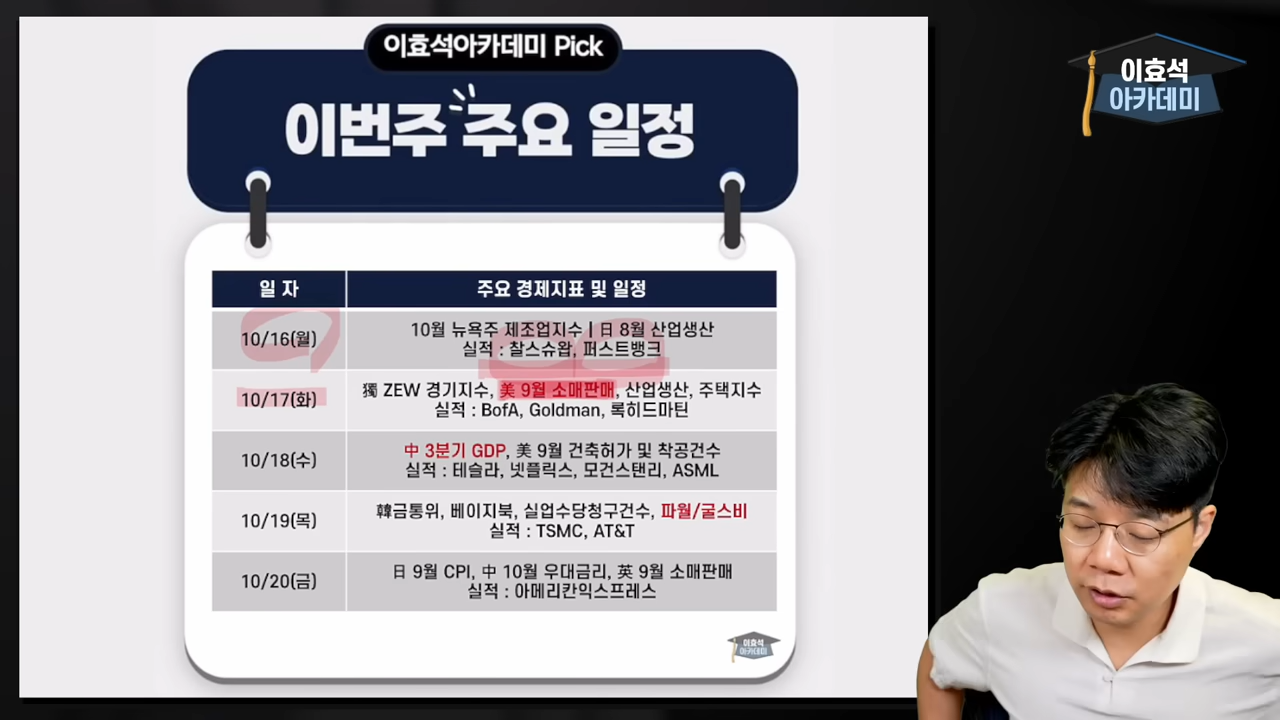 이효석아카데미 Pick
이번주 주요 일정
이효석
아카데미
일 자
주요 경제지표 및 일정
10/16(월)
10월 뉴욕주 제조업지수 | 日 8월 산업생산
실적 : 찰스슈왑, 퍼스트뱅크
10/17(화)
獨 ZEW 경기지수, 美 9월 소매판매, 산업생산, 주택지수
실적 : BofA, Goldman, 록히드마틴
10/18(수)
中 3분기 GDP, 美 9월 건축허가 및 착공건수
실적 : 테슬라, 넷플릭스, 모건스탠리, ASML
10/19(목)
韓금통위, 베이지북, 실업수당청구건수, 파월/굴스비
실적 : TSMC, AT&T
10/20(금)
日 9월 CPI, 中 10월 우대금리, 英 9월 소매판매
실적 : 아메리칸익스프레스
이효석
아카데미